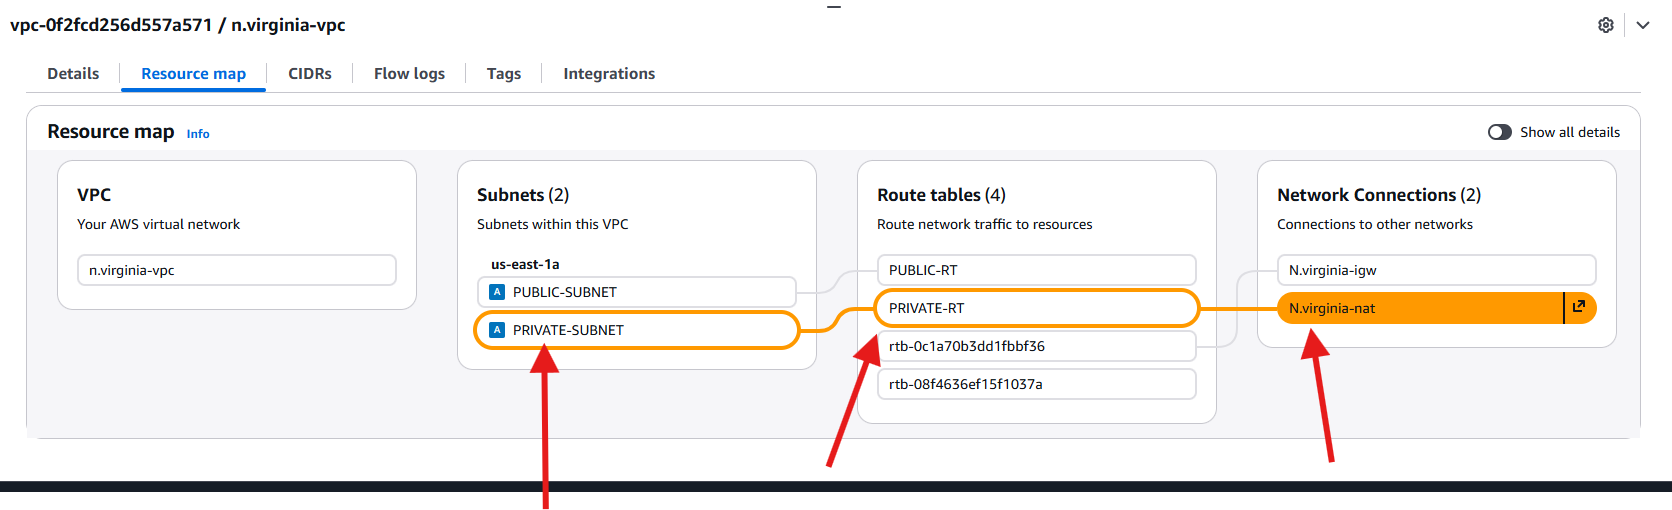 vpc-0f2fcd256d557a571 / n.virginia-vpc
Details
Resource map
CIDRs
Flow logs
Tags
Integrations
Resource map Info
Show all details
VPC
Your AWS virtual network
n.virginia-vpc
Subnets (2)
Subnets within this VPC
us-east-1a
A PUBLIC-SUBNET
A PRIVATE-SUBNET
Route tables (4)
Route network traffic to resources
PUBLIC-RT
PRIVATE-RT
rtb-0c1a70b3dd1fbbf36
rtb-08f4636ef15f1037a
Network Connections (2)
Connections to other networks
N.virginia-igw
N.virginia-nat